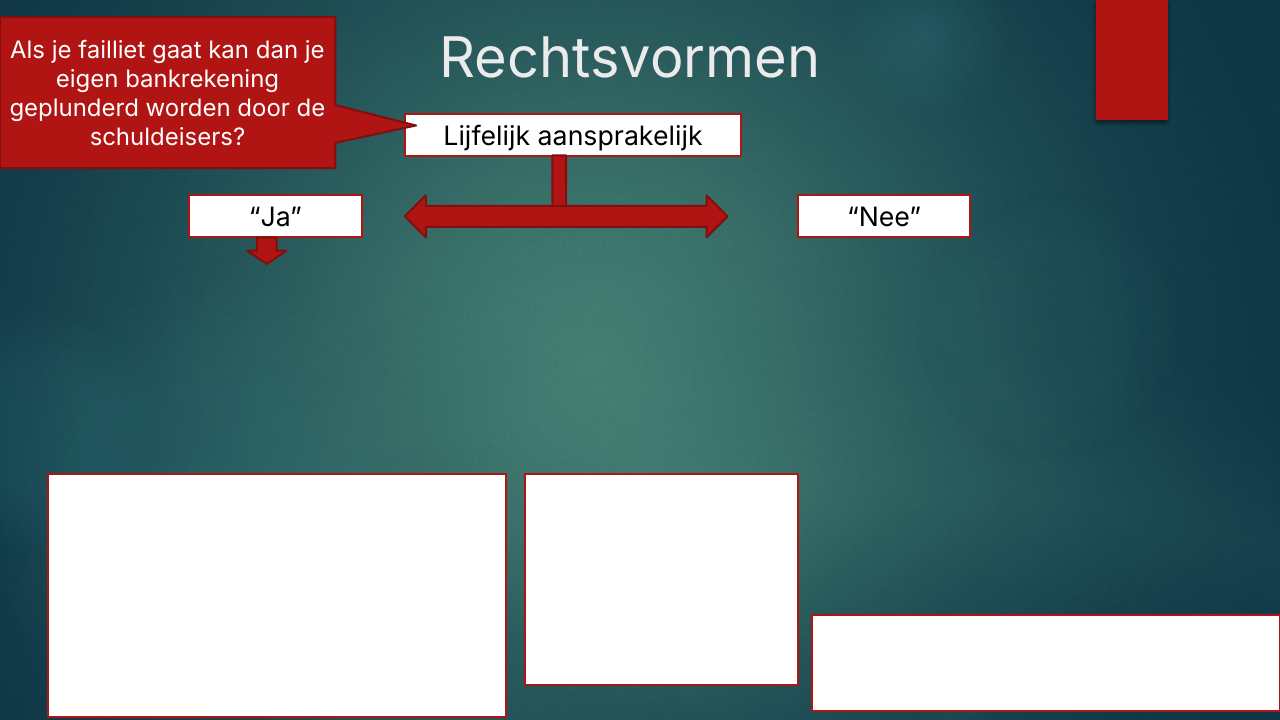 Als je failliet gaat kan dan je
eigen bankrekening
geplunderd worden door de
schuldeisers?
Rechtsvormen
Lijfelijk aansprakelijk
“Ja”
“Nee”